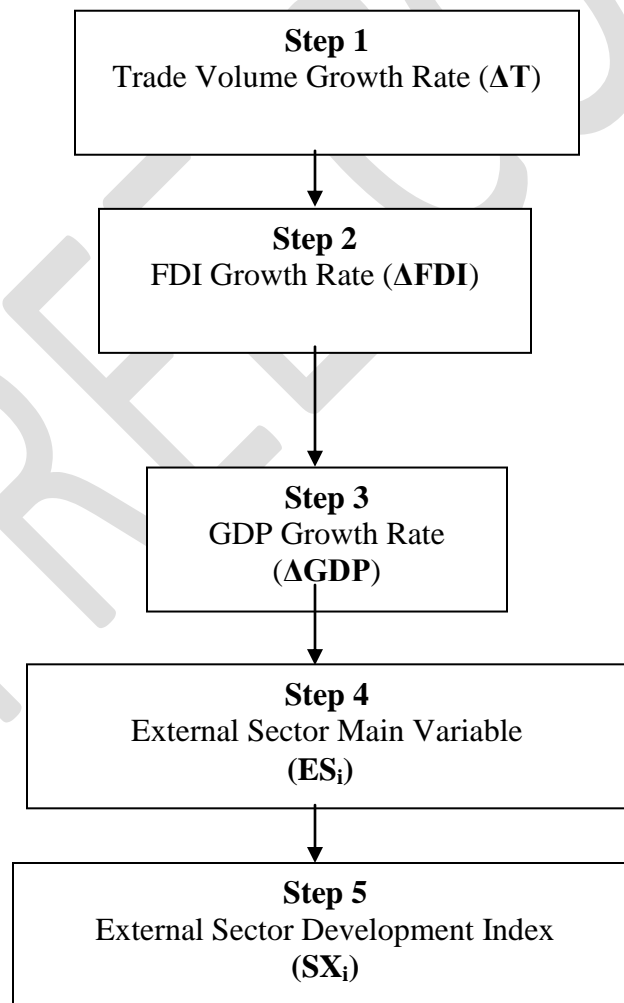 Step 1
Trade Volume Growth Rate (ΔT)
Step 2
FDI Growth Rate (ΔFDI)
Step 3
GDP Growth Rate
(ΔGDP)
Step 4
External Sector Main Variable
(ESi)
Step 5
External Sector Development Index
(SXi)